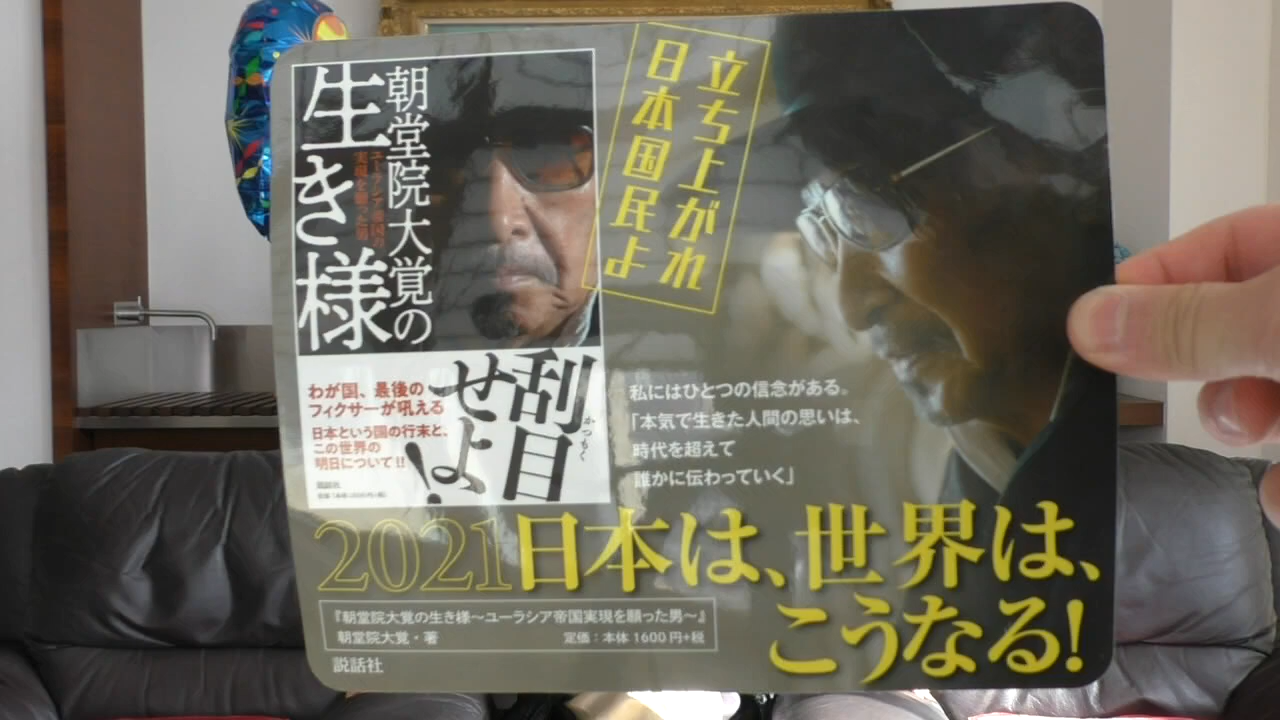 朝堂院大覚の
生き様
ユーラシア帝国の
実現を願った男
刮目
かつもく
せよ!
わが国、最後の
フィクサーが吼える
日本という国の行末と、
この世界の
明日について!!
説話社
立ち上がれ
日本国民よ
私にはひとつの信念がある。
「本気で生きた人間の思いは、
時代を超えて
誰かに伝わっていく」
2021日本は、世界は、
こうなる!
『朝堂院大覚の生き様〜ユーラシア帝国実現を願った男〜』
朝堂院大覚・著 定価:本体 1600 円+税
説話社